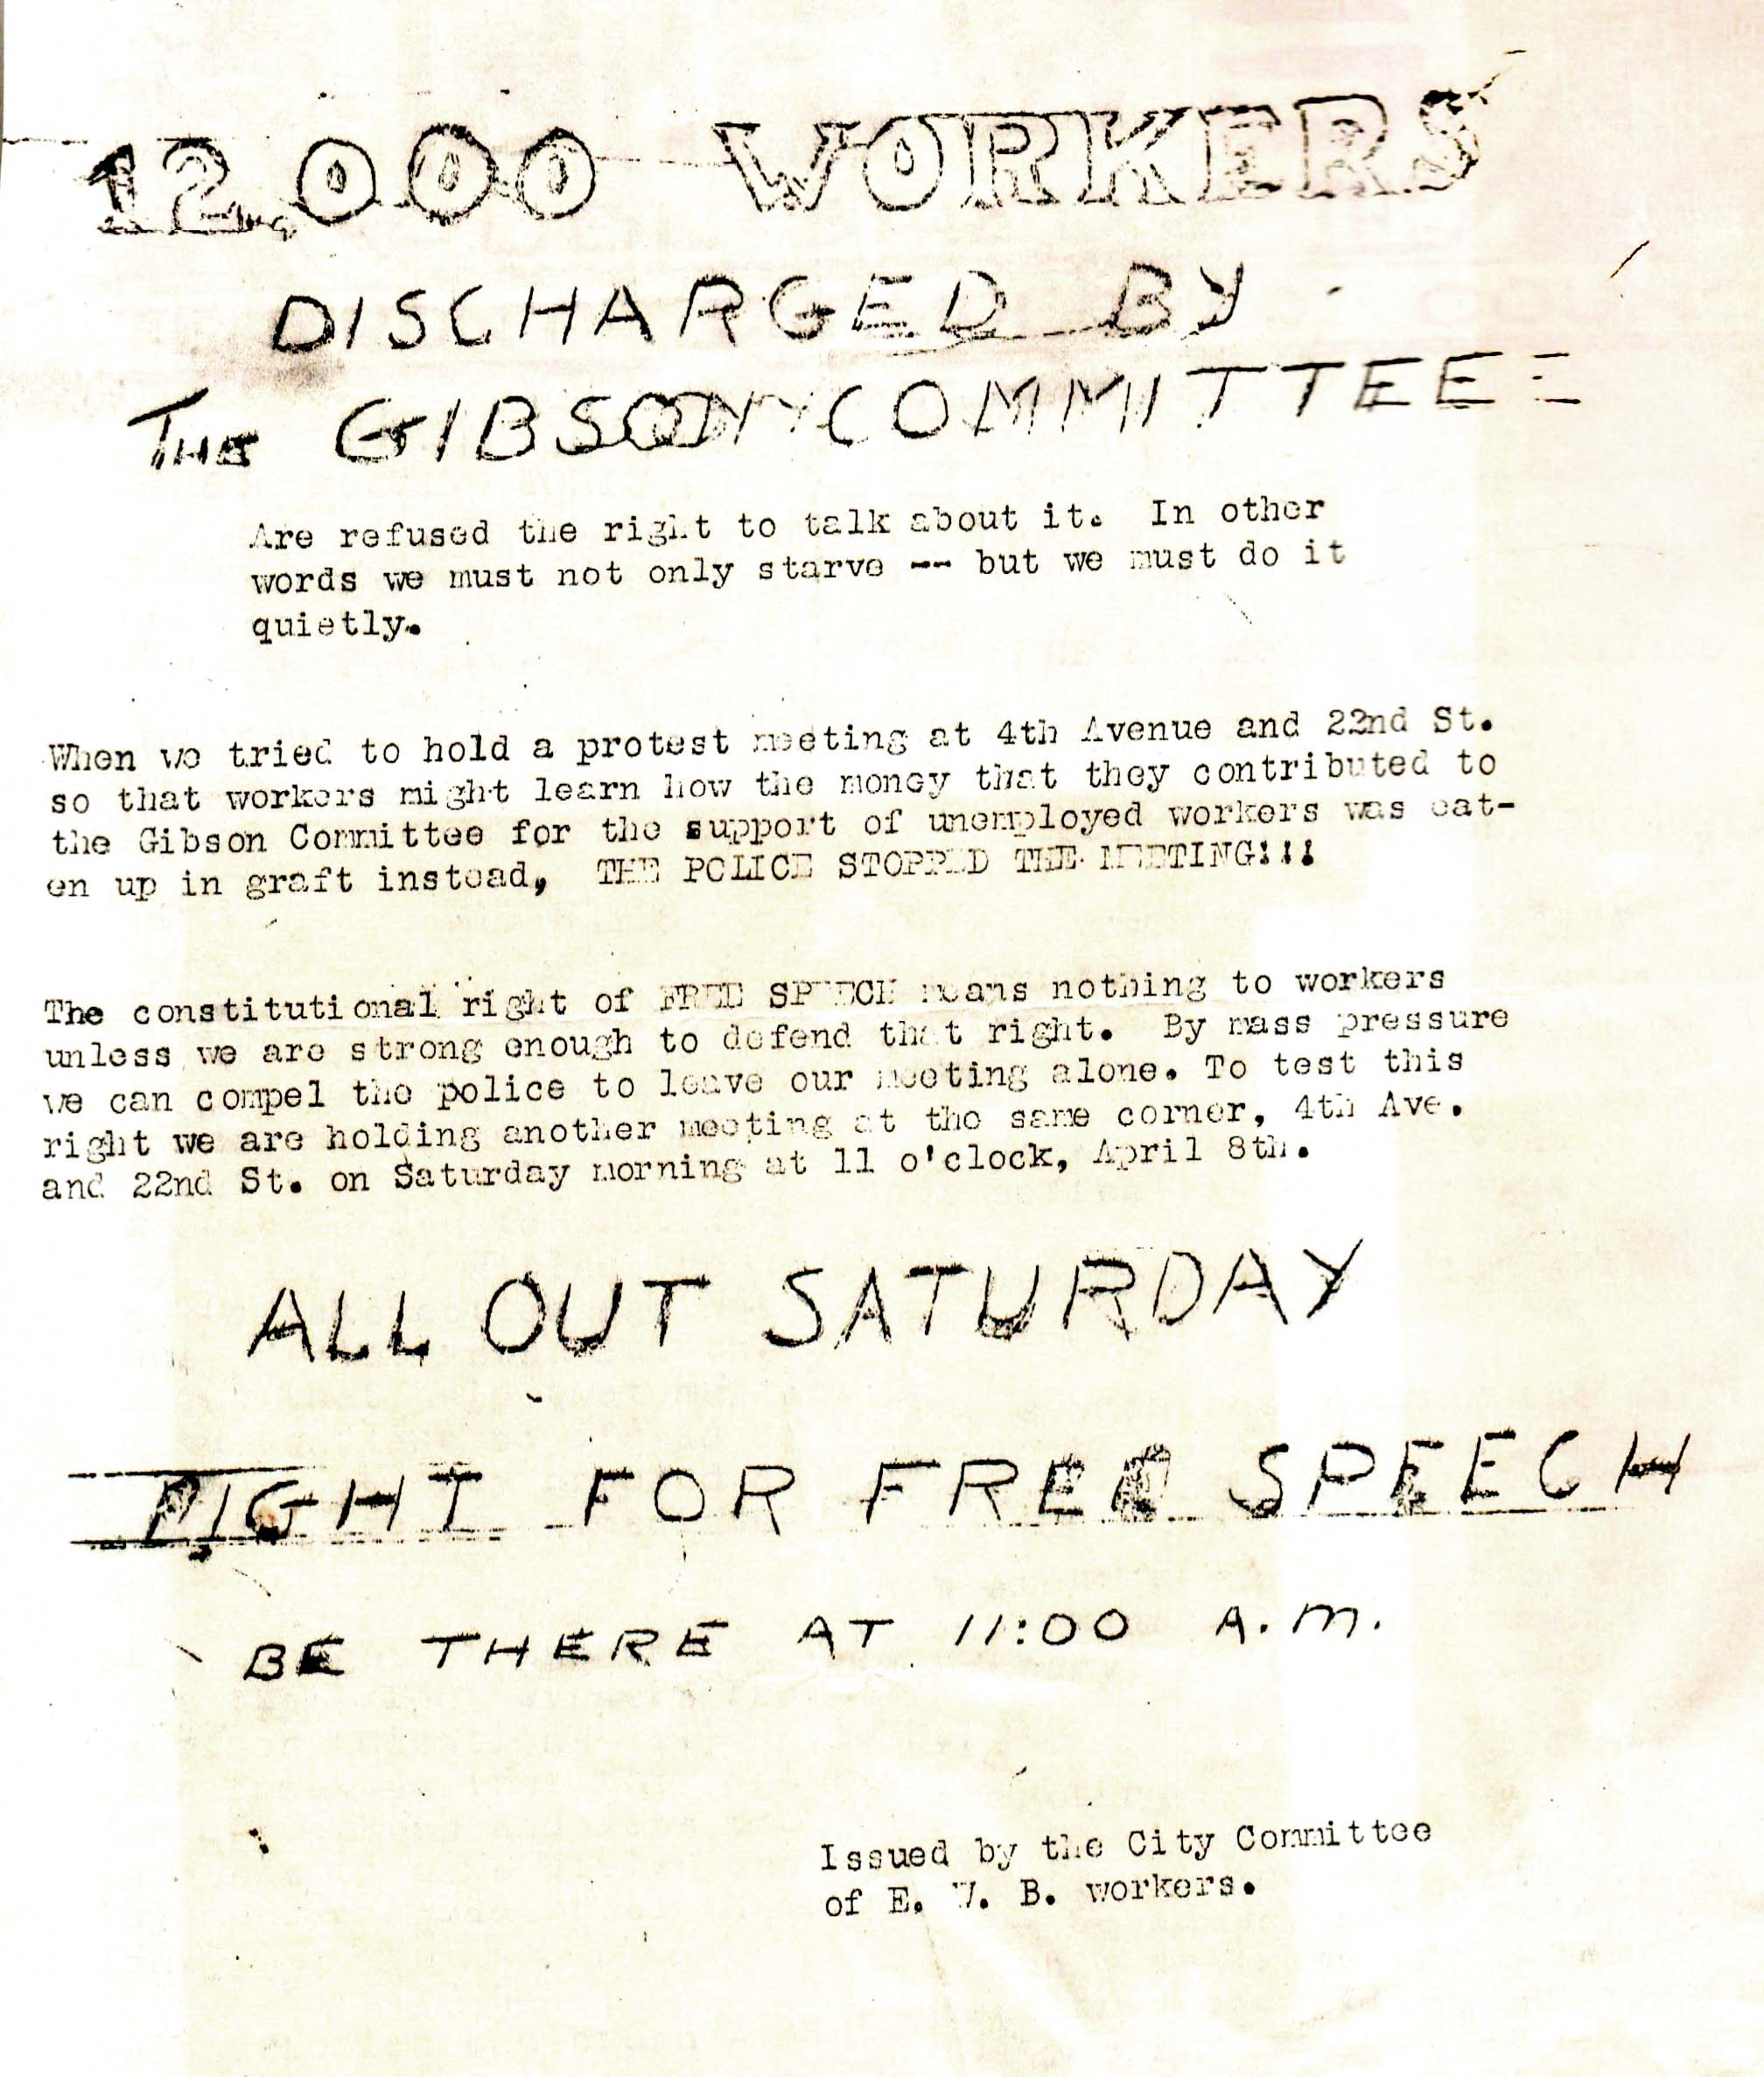 12,000 WORKERS
DISCHARGED BY
THE GIBSON COMMITTEE
Are refused the right to talk about it. In other
words we must not only starve -- but we must do it
quietly.
When we tried to hold a protest meeting at 4th Avenue and 22nd St.
so that workers might learn how the money that they contributed to
the Gibson Committee for the support of unemployed workers was eat-
en up in graft instead, THE POLICE STOPPED THE MEETING!!!
The constitutional right of FREE SPEECH means nothing to workers
unless we are strong enough to defend that right. By mass pressure
we can compel the police to leave our meeting alone. To test this
right we are holding another meeting at the same corner, 4th Ave.
and 22nd St. on Saturday morning at 11 o'clock, April 8th.
ALL OUT SATURDAY
FIGHT FOR FREE SPEECH
BE THERE AT 11:00 A.M.
Issued by the City Committee
of E. W. B. workers.